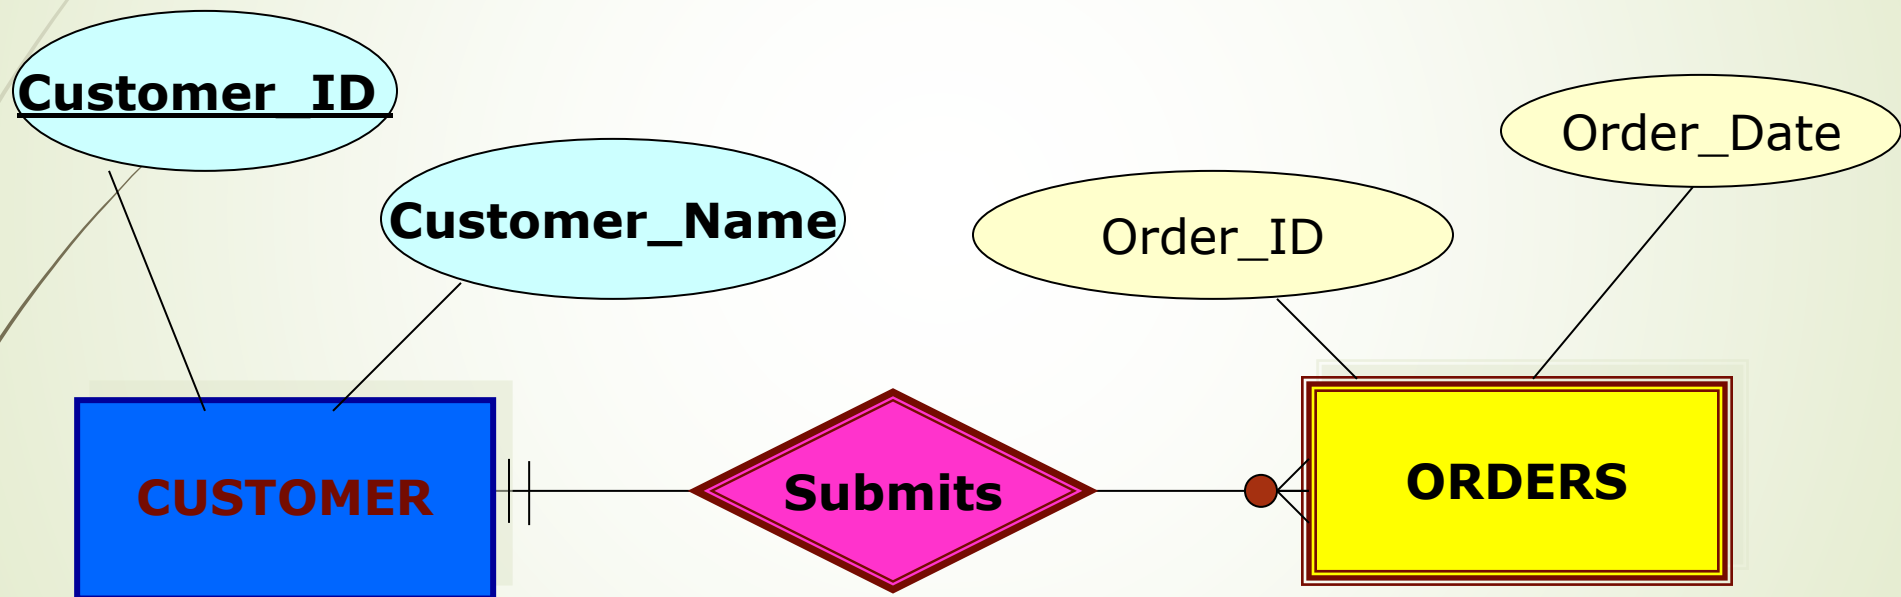 Customer_ID
Customer_Name
Order_ID
Order_Date
CUSTOMER
Submits
ORDERS